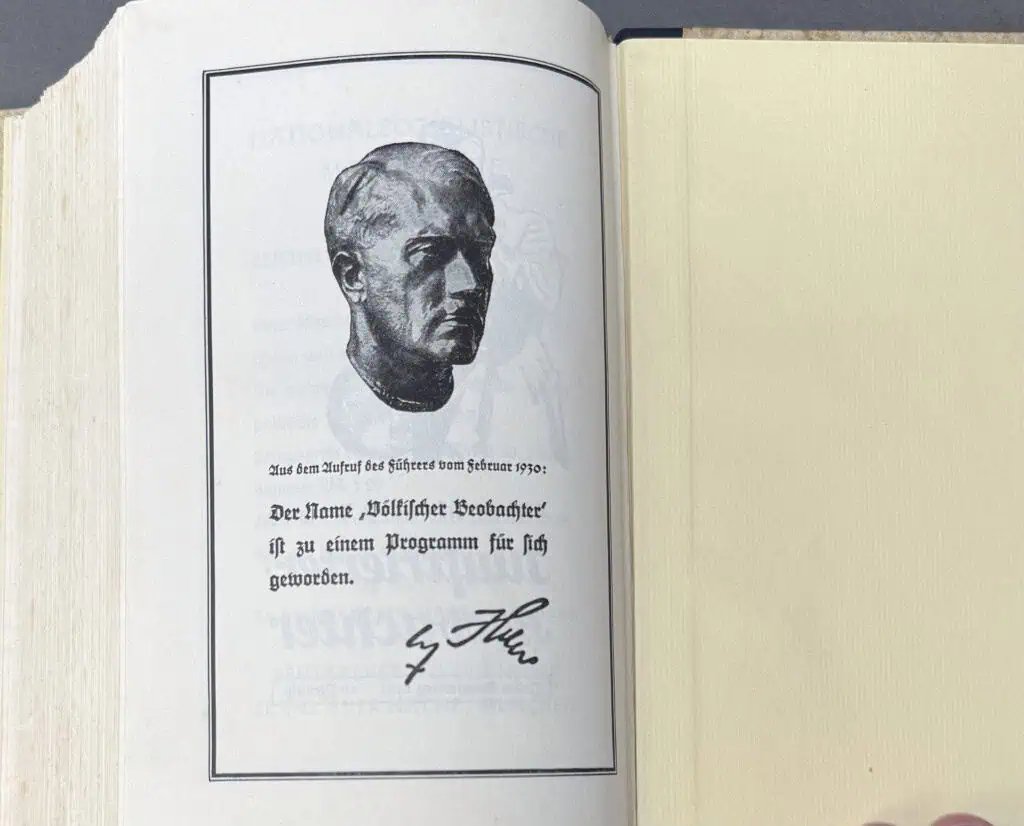 Aus dem Aufruf des Führers vom Februar 1930:
Der Name ‚Völkischer Beobachter'
ist zu einem Programm für sich
geworden.